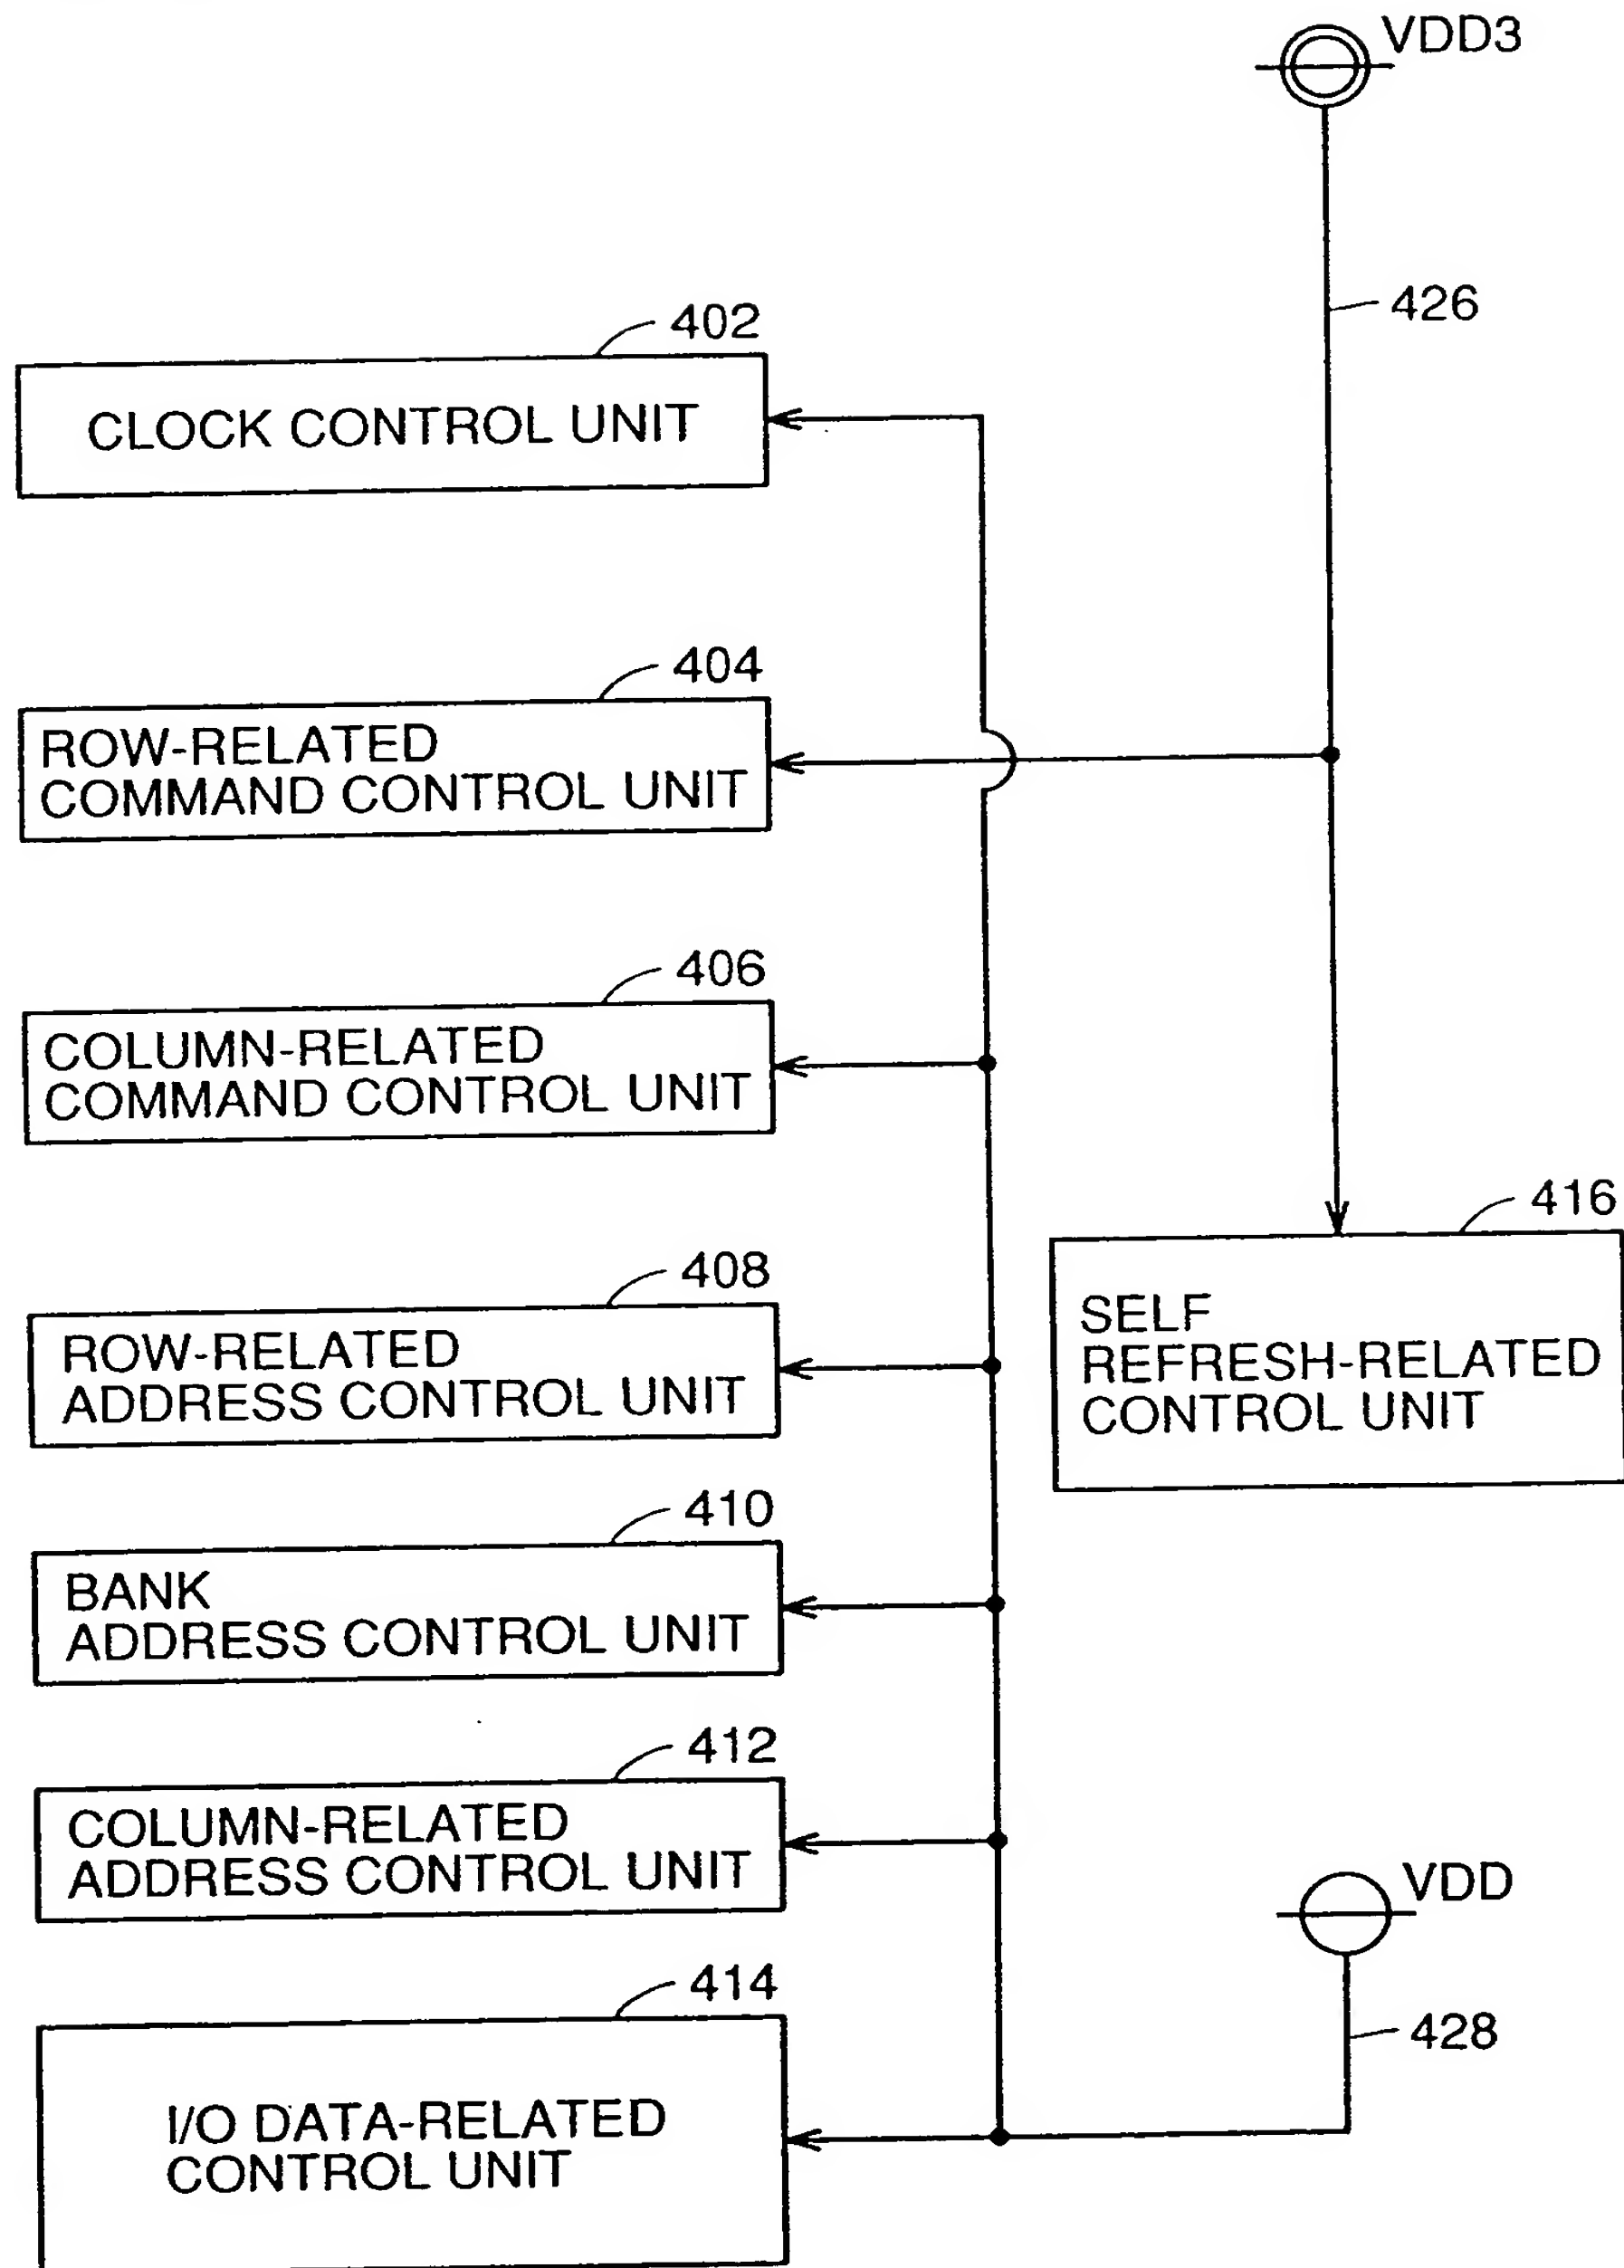 VDD3
426
402
CLOCK CONTROL UNIT
404
ROW-RELATED
COMMAND CONTROL UNIT
406
COLUMN-RELATED
COMMAND CONTROL UNIT
416
SELF
REFRESH-RELATED
CONTROL UNIT
408
ROW-RELATED
ADDRESS CONTROL UNIT
410
BANK
ADDRESS CONTROL UNIT
412
COLUMN-RELATED
ADDRESS CONTROL UNIT
VDD
428
414
I/O DATA-RELATED
CONTROL UNIT